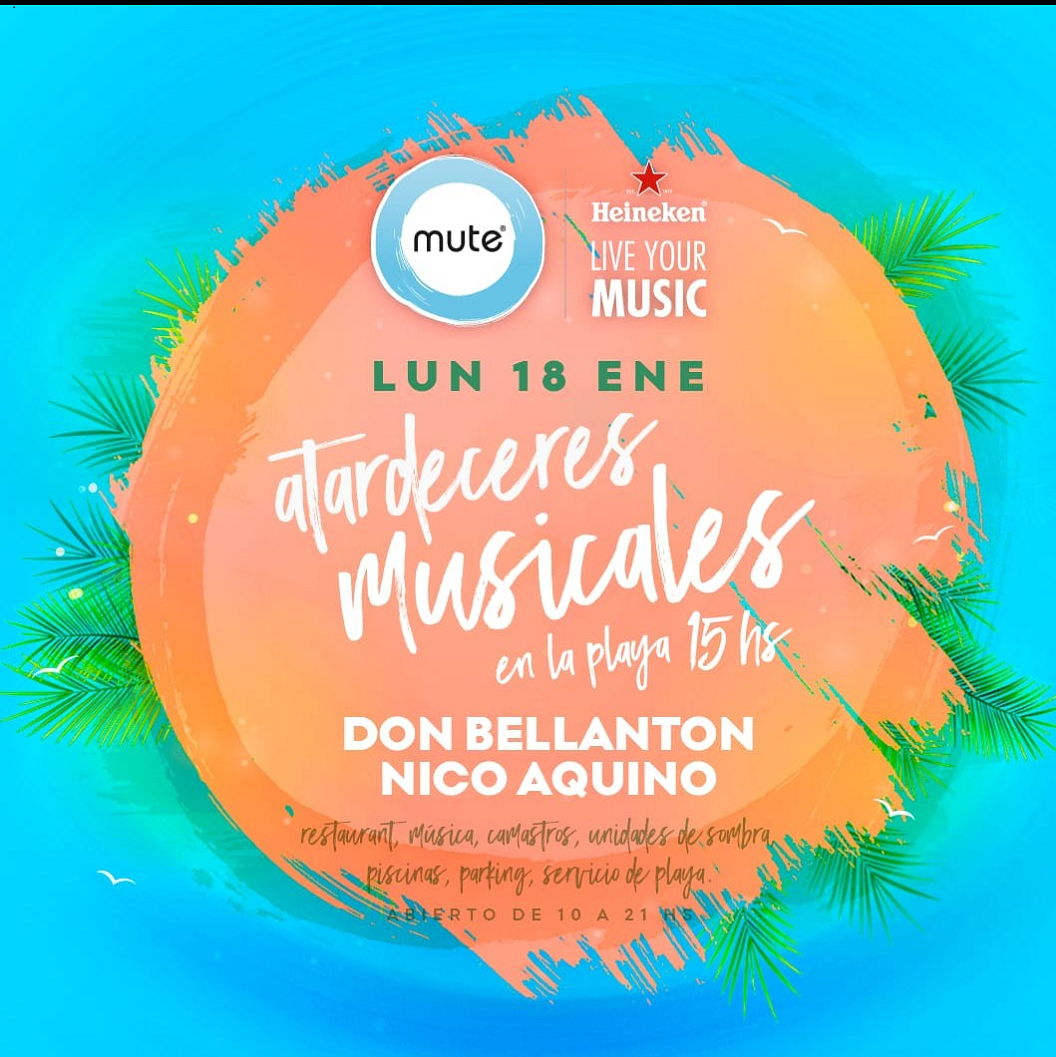 mute
Heineken
LIVE YOUR
MUSIC
LUN 18 ENE
atardeceres
musicales
en la playa 15 hs
DON BELLANTON
NICO AQUINO
restaurant, música, camastros, unidades de sombra
piscinas, parking, servicio de playa.
ABIERTO DE 10 A 21 HS